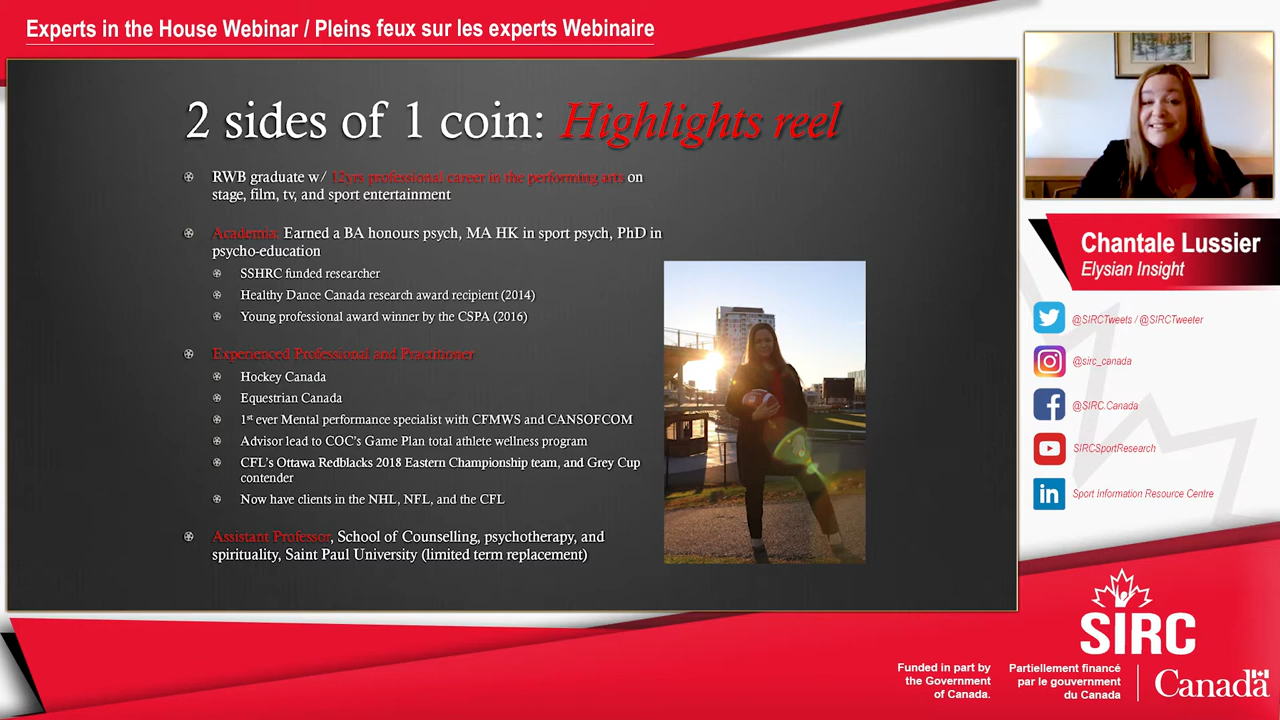 Experts in the House Webinar / Pleins feux sur les experts Webinaire
2 sides of 1 coin: Highlights reel
RWB graduate w/ 12yrs professional career in the performing arts on
stage, film, tv, and sport entertainment
Academia: Earned a BA honours psych, MA HK in sport psych, PhD in
psycho-education
SSHRC funded researcher
Healthy Dance Canada research award recipient (2014)
Young professional award winner by the CSPA (2016)
Experienced Professional and Practitioner
Hockey Canada
Equestrian Canada
1st ever Mental performance specialist with CFMWS and CANSOFCOM
Advisor lead to COC's Game Plan total athlete wellness program
CFL's Ottawa Redblacks 2018 Eastern Championship team, and Grey Cup
contender
Now have clients in the NHL, NFL, and the CFL
Assistant Professor, School of Counselling, psychotherapy, and
spirituality, Saint Paul University (limited term replacement)
Chantale Lussier
Elysian Insight
@SIRCTweets / @SIRCTweeter
@sirc_canada
@SIRC.Canada
SIRCSportResearch
in
Sport Information Resource Centre
SIRC
Funded in part by
the Government
of Canada.
Partiellement financé
par le gouvernment
du Canada
Canada